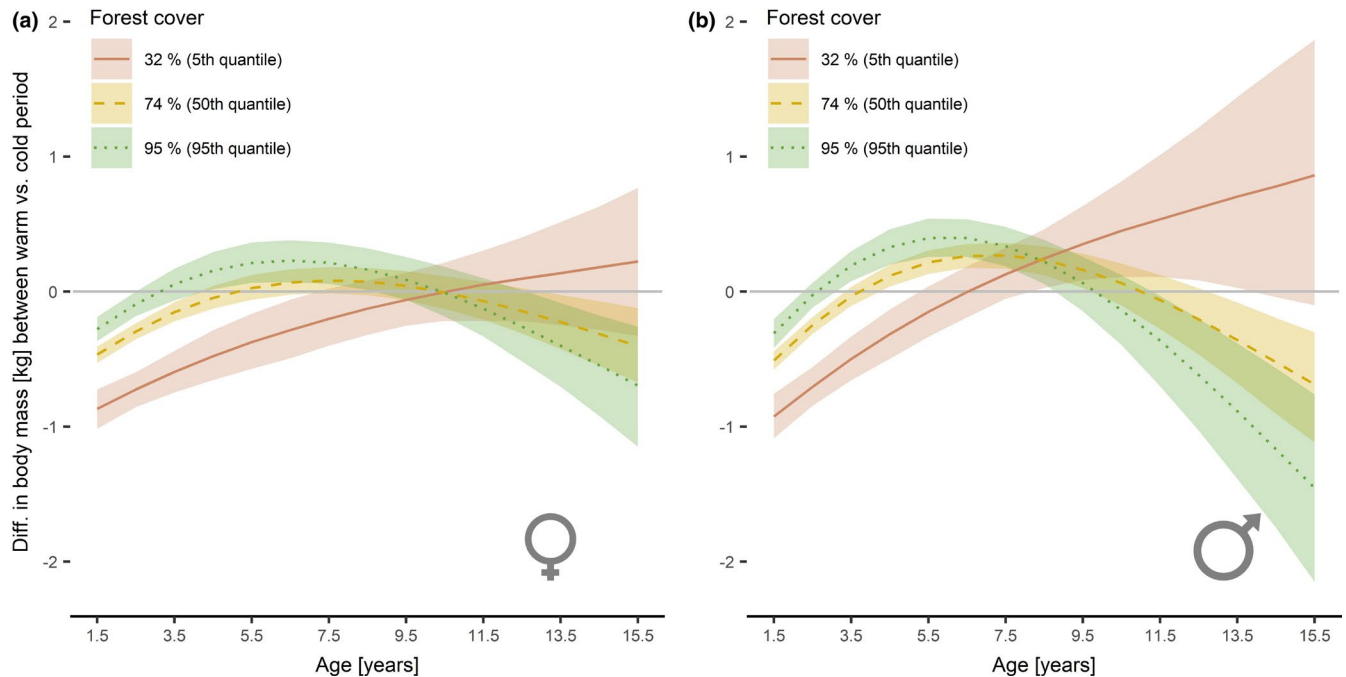 (a)
Forest cover
32 % (5th quantile)
74 % (50th quantile)
95 % (95th quantile)
2
1
0
-1
-2
Diff. in body mass [kg] between warm vs. cold period
1.5 3.5 5.5 7.5 9.5 11.5 13.5 15.5
Age [years]
(b)
Forest cover
32 % (5th quantile)
74 % (50th quantile)
95 % (95th quantile)
2
1
0
-1
-2
1.5 3.5 5.5 7.5 9.5 11.5 13.5 15.5
Age [years]